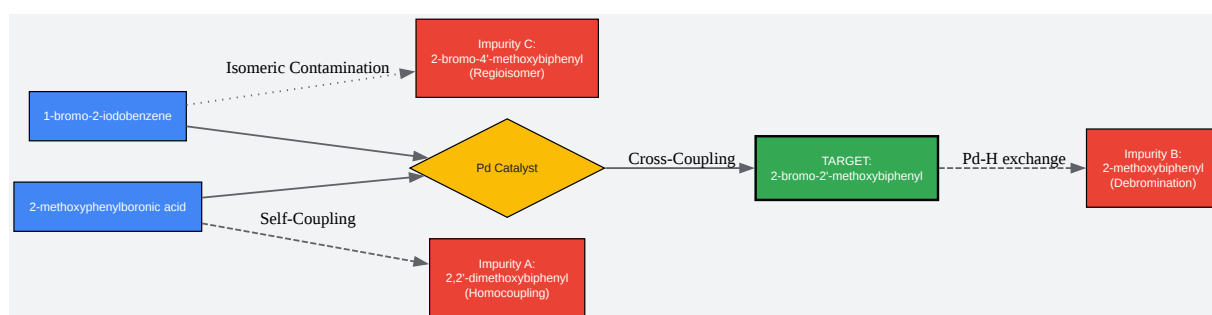 Impurity C:
2-bromo-4'-methoxybiphenyl
(Regioisomer)
Isomeric Contamination
1-bromo-2-iodobenzene
Pd Catalyst
Cross-Coupling
TARGET:
2-bromo-2'-methoxybiphenyl
Pd-H exchange
Impurity B:
2-methoxybiphenyl
(Debromination)
2-methoxyphenylboronic acid
Self-Coupling
Impurity A:
2,2'-dimethoxybiphenyl
(Homocoupling)